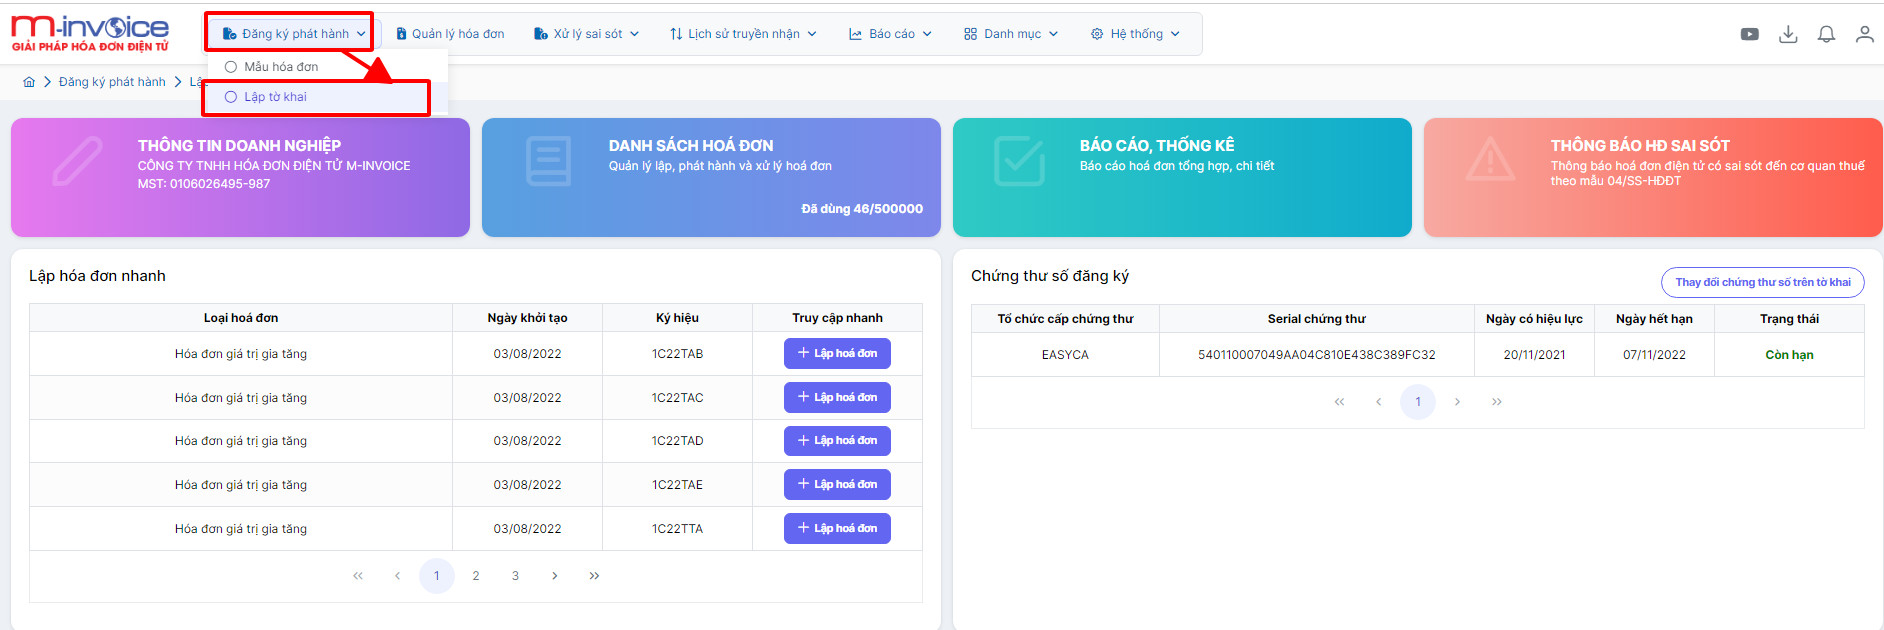 m-invoice
GIẢI PHÁP HÓA ĐƠN ĐIỆN TỬ
Đăng ký phát hành
Quản lý hóa đơn
Xử lý sai sót
Lịch sử truyền nhận
Báo cáo
Danh mục
Hệ thống
Mẫu hóa đơn
Lập tờ khai
Đăng ký phát hành
THÔNG TIN DOANH NGHIỆP
CÔNG TY TNHH HÓA ĐƠN ĐIỆN TỬ M-INVOICE
MST: 0106026495-987
DANH SÁCH HOÁ ĐƠN
Quản lý lập, phát hành và xử lý hoá đơn
Đã dùng 46/500000
BÁO CÁO, THỐNG KÊ
Báo cáo hoá đơn tổng hợp, chi tiết
THÔNG BÁO HĐ SAI SÓT
Thông báo hoá đơn điện tử có sai sót đến cơ quan thuế
theo mẫu 04/SS-HĐĐT
Lập hóa đơn nhanh
Loại hoá đơn Ngày khởi tạo Ký hiệu Truy cập nhanh
Hóa đơn giá trị gia tăng 03/08/2022 1C22TAB + Lập hoá đơn
Hóa đơn giá trị gia tăng 03/08/2022 1C22TAC + Lập hoá đơn
Hóa đơn giá trị gia tăng 03/08/2022 1C22TAD + Lập hoá đơn
Hóa đơn giá trị gia tăng 03/08/2022 1C22TAE + Lập hoá đơn
Hóa đơn giá trị gia tăng 03/08/2022 1C22TTA + Lập hoá đơn
« ‹ 1 2 3 › »
Chứng thư số đăng ký
Thay đổi chứng thư số trên tờ khai
Tổ chức cấp chứng thư Serial chứng thư Ngày có hiệu lực Ngày hết hạn Trạng thái
EASYCA 540110007049AA04C810E438C389FC32 20/11/2021 07/11/2022 Còn hạn
« ‹ 1 › »